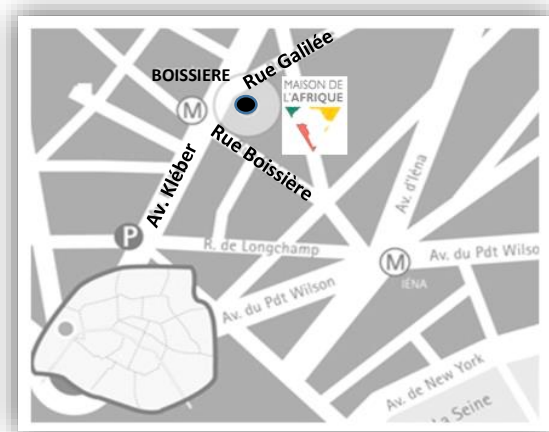 Rue Galilée
BOISSIERE
MAISON DE
L'AFRIQUE
M
Rue Boissière
Av. Kléber
Av. d'Iéna
P
R. de Longchamp
Av. du Pdt Wilso
M
IÉNA
Av. du Pdt Wilson
Av. de New York
La Seine